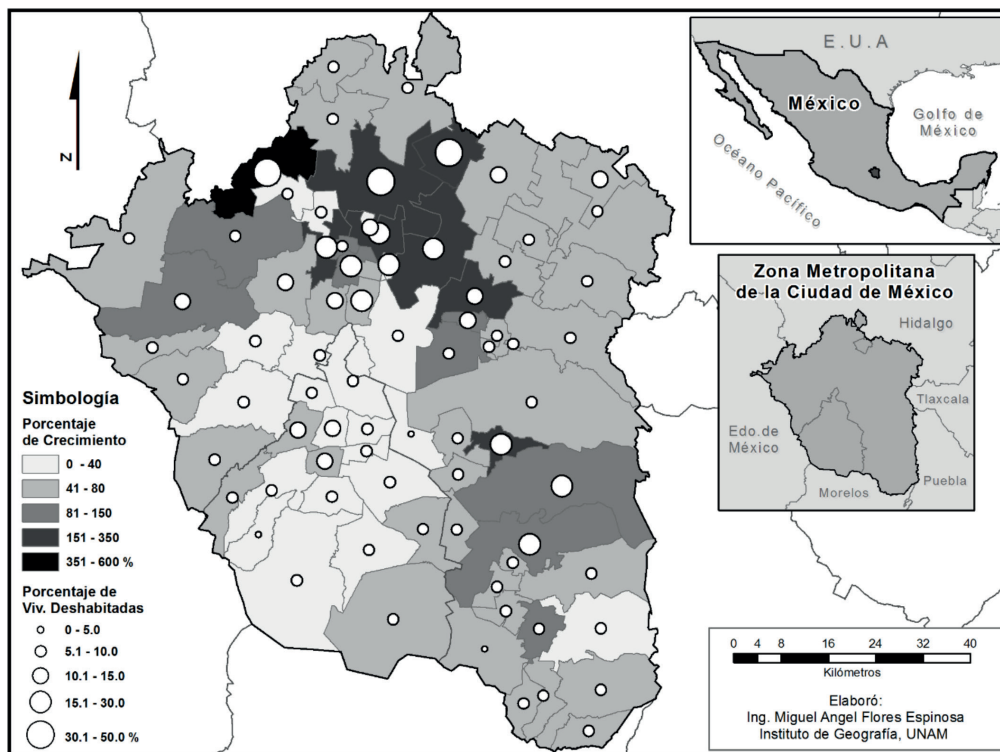 N
Simbología
Porcentaje
de Crecimiento
0 - 40
41 - 80
81 - 150
151 - 350
351 - 600 %
Porcentaje de
Viv. Deshabitadas
0 - 5.0
5.1 - 10.0
10.1 - 15.0
15.1 - 30.0
30.1 - 50.0 %
E.U.A
México
Golfo de
México
Océano Pacífico
Zona Metropolitana
de la Ciudad de México
Hidalgo
Tlaxcala
Edo. de
México
Puebla
Morelos
0 4 8 16 24 32 40
Kilómetros
Elaboró:
Ing. Miguel Angel Flores Espinosa
Instituto de Geografía, UNAM